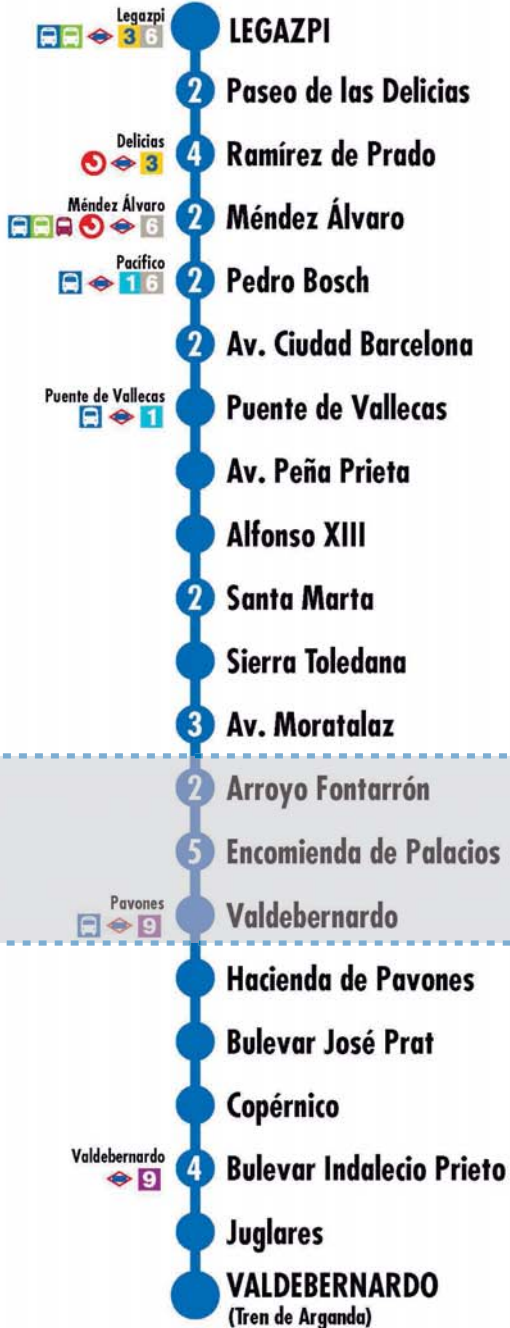 Legazpi
3 6
LEGAZPI
2 Paseo de las Delicias
Delicias
3
4 Ramírez de Prado
Méndez Álvaro
6
2 Méndez Álvaro
Pacífico
1 6
2 Pedro Bosch
2 Av. Ciudad Barcelona
Puente de Vallecas
1
Puente de Vallecas
Av. Peña Prieta
Alfonso XIII
2 Santa Marta
Sierra Toledana
3 Av. Moratalaz
2 Arroyo Fontarrón
5 Encomienda de Palacios
Pavones
9
Valdebernardo
Hacienda de Pavones
Bulevar José Prat
Copérnico
Valdebernardo
9
4 Bulevar Indalecio Prieto
Juglares
VALDEBERNARDO
(Tren de Arganda)